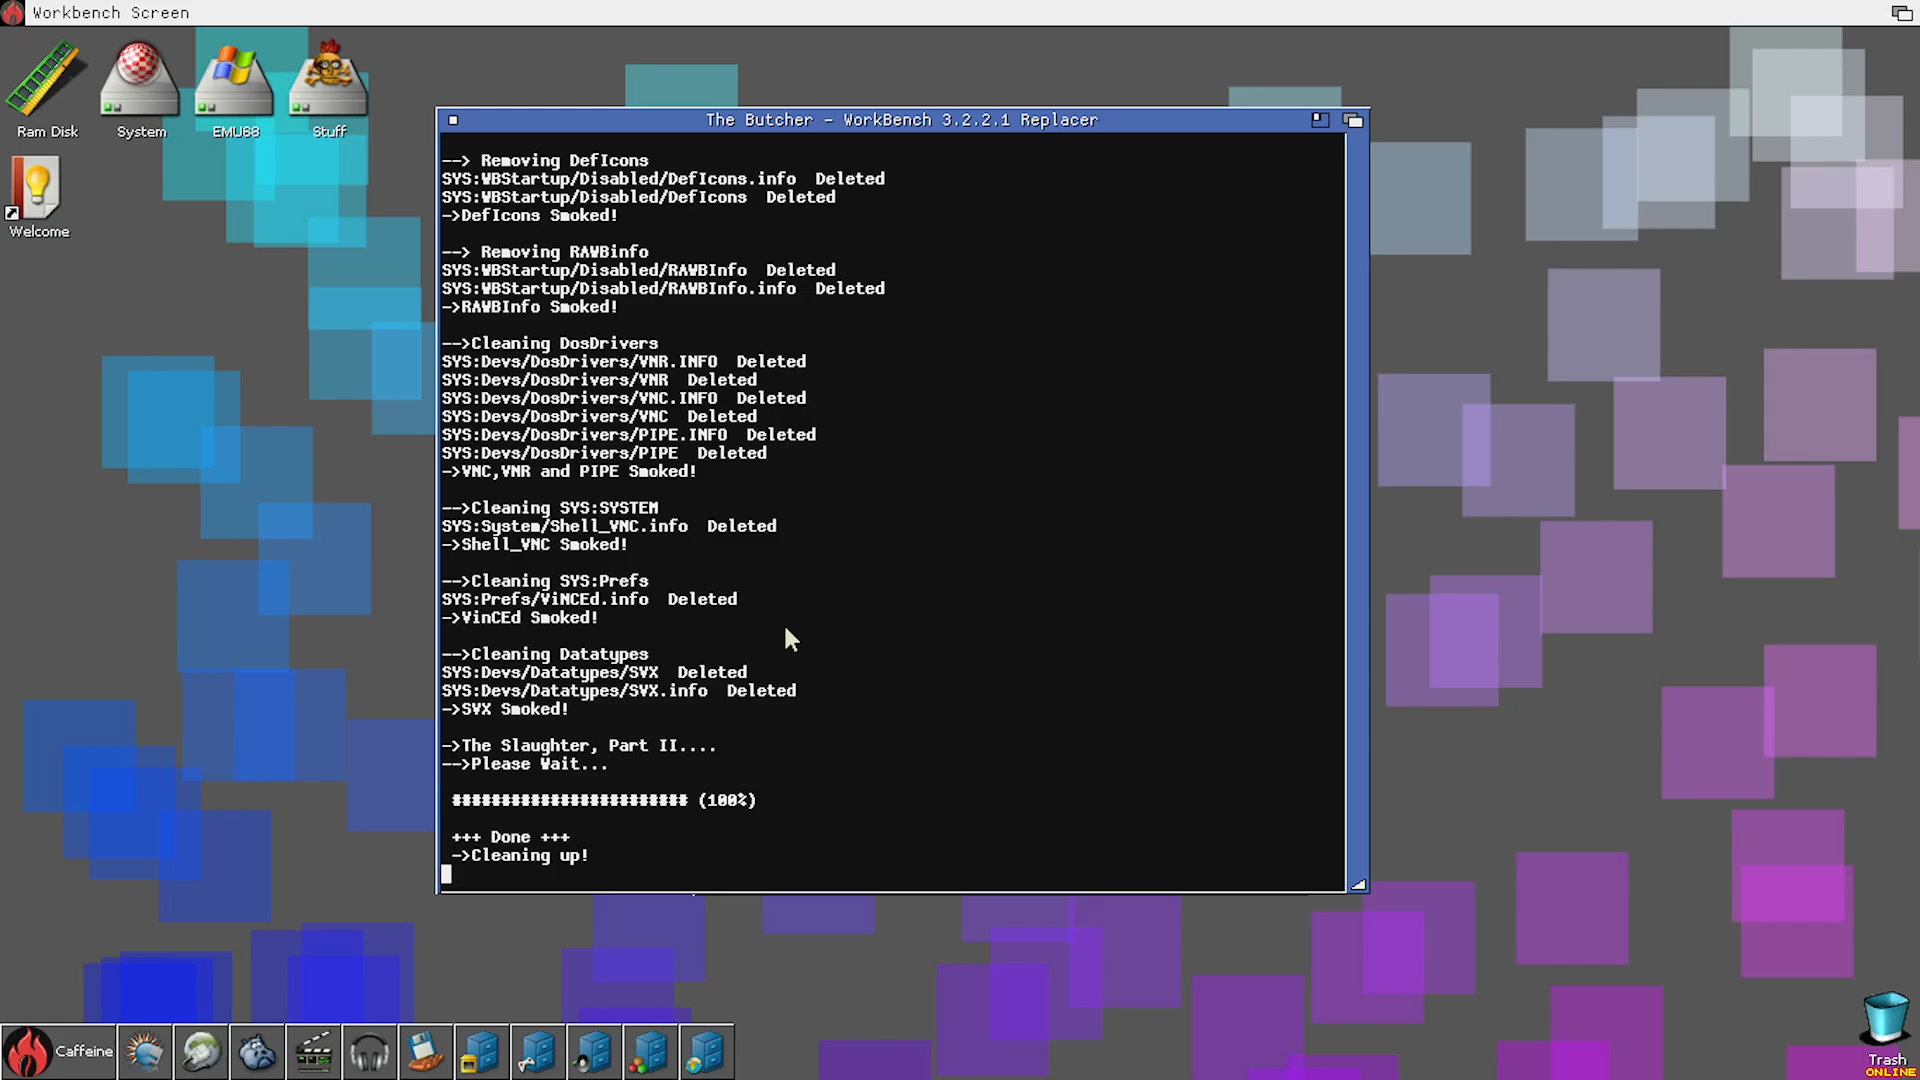 Workbench Screen
Ram Disk
System
EMU68
Stuff
Welcome
The Butcher - WorkBench 3.2.2.1 Replacer
--> Removing DefIcons
SYS:WBStartup/Disabled/DefIcons.info  Deleted
SYS:WBStartup/Disabled/DefIcons  Deleted
->DefIcons Smoked!
--> Removing RAWBinfo
SYS:WBStartup/Disabled/RAWBInfo  Deleted
SYS:WBStartup/Disabled/RAWBInfo.info  Deleted
->RAWBInfo Smoked!
-->Cleaning DosDrivers
SYS:Devs/DosDrivers/VNR.INFO  Deleted
SYS:Devs/DosDrivers/VNR  Deleted
SYS:Devs/DosDrivers/VNC.INFO  Deleted
SYS:Devs/DosDrivers/VNC  Deleted
SYS:Devs/DosDrivers/PIPE.INFO  Deleted
SYS:Devs/DosDrivers/PIPE  Deleted
->VNC,VNR and PIPE Smoked!
-->Cleaning SYS:SYSTEM
SYS:System/Shell_VNC.info  Deleted
->Shell_VNC Smoked!
-->Cleaning SYS:Prefs
SYS:Prefs/ViNCEd.info  Deleted
->VinCEd Smoked!
-->Cleaning Datatypes
SYS:Devs/Datatypes/SVX  Deleted
SYS:Devs/Datatypes/SVX.info  Deleted
->SVX Smoked!
->The Slaughter, Part II....
-->Please Wait...
######################## (100%)
+++ Done +++
->Cleaning up!
Caffeine
Trash
ONLINE